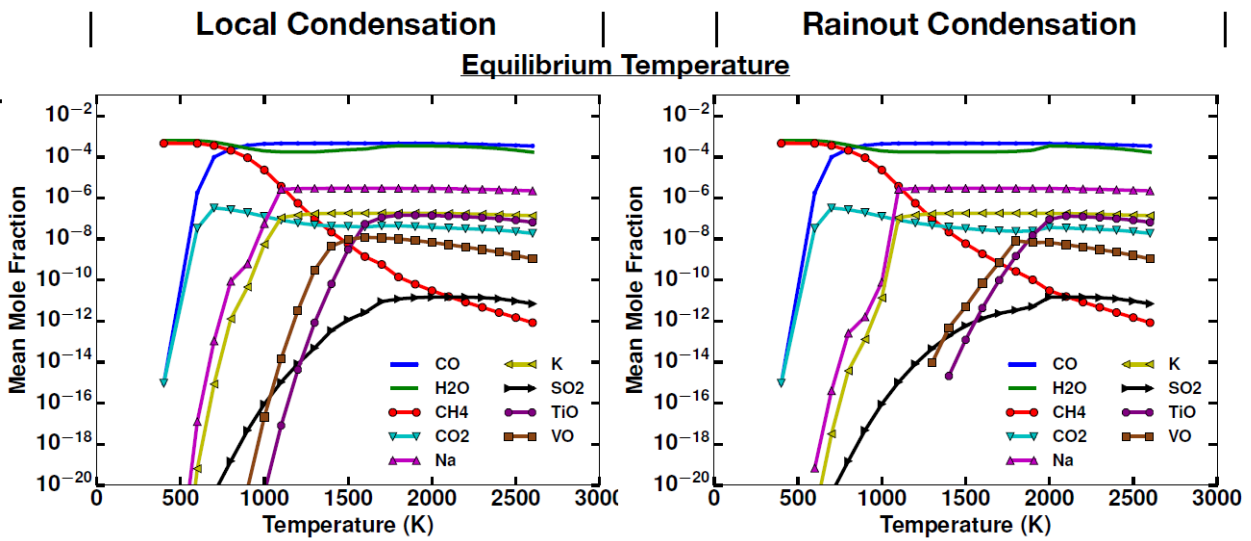 Local Condensation
Rainout Condensation
Equilibrium Temperature
Mean Mole Fraction
10^-2
10^-4
10^-6
10^-8
10^-10
10^-12
10^-14
10^-16
10^-18
10^-20
CO
H2O
CH4
CO2
Na
K
SO2
TiO
VO
0 500 1000 1500 2000 2500 3000
Temperature (K)
Mean Mole Fraction
10^-2
10^-4
10^-6
10^-8
10^-10
10^-12
10^-14
10^-16
10^-18
10^-20
CO
H2O
CH4
CO2
Na
K
SO2
TiO
VO
0 500 1000 1500 2000 2500 3000
Temperature (K)